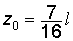 z₀ = 7/16 l